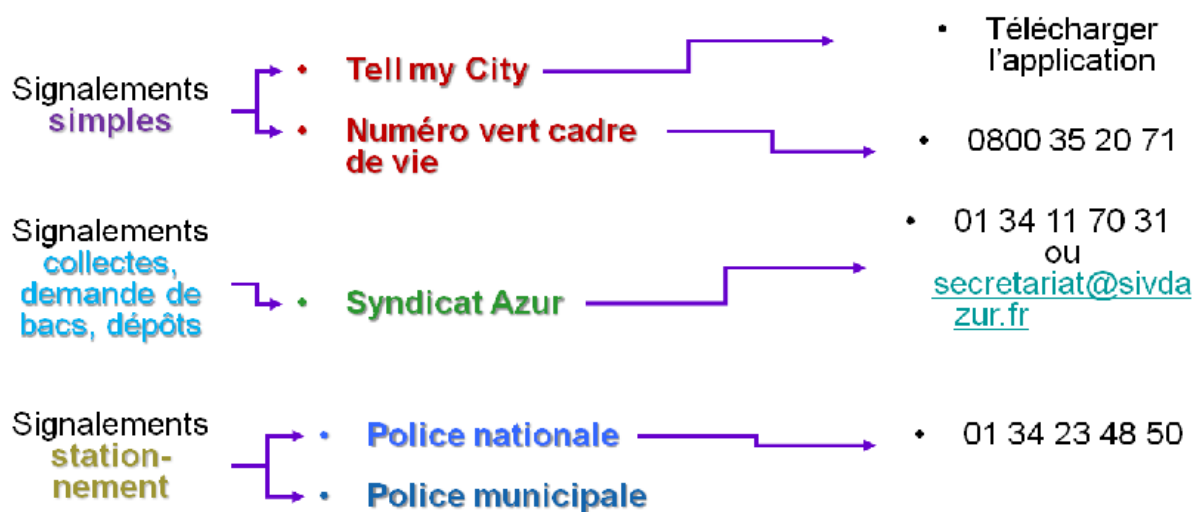 Signalements
simples
• Tell my City
• Télécharger
l'application
• Numéro vert cadre
de vie
• 0800 35 20 71
Signalements
collectes,
demande de
bacs, dépôts
• Syndicat Azur
• 01 34 11 70 31
ou
secretariat@sivda
zur.fr
Signalements
station-
nement
• Police nationale
• 01 34 23 48 50
• Police municipale